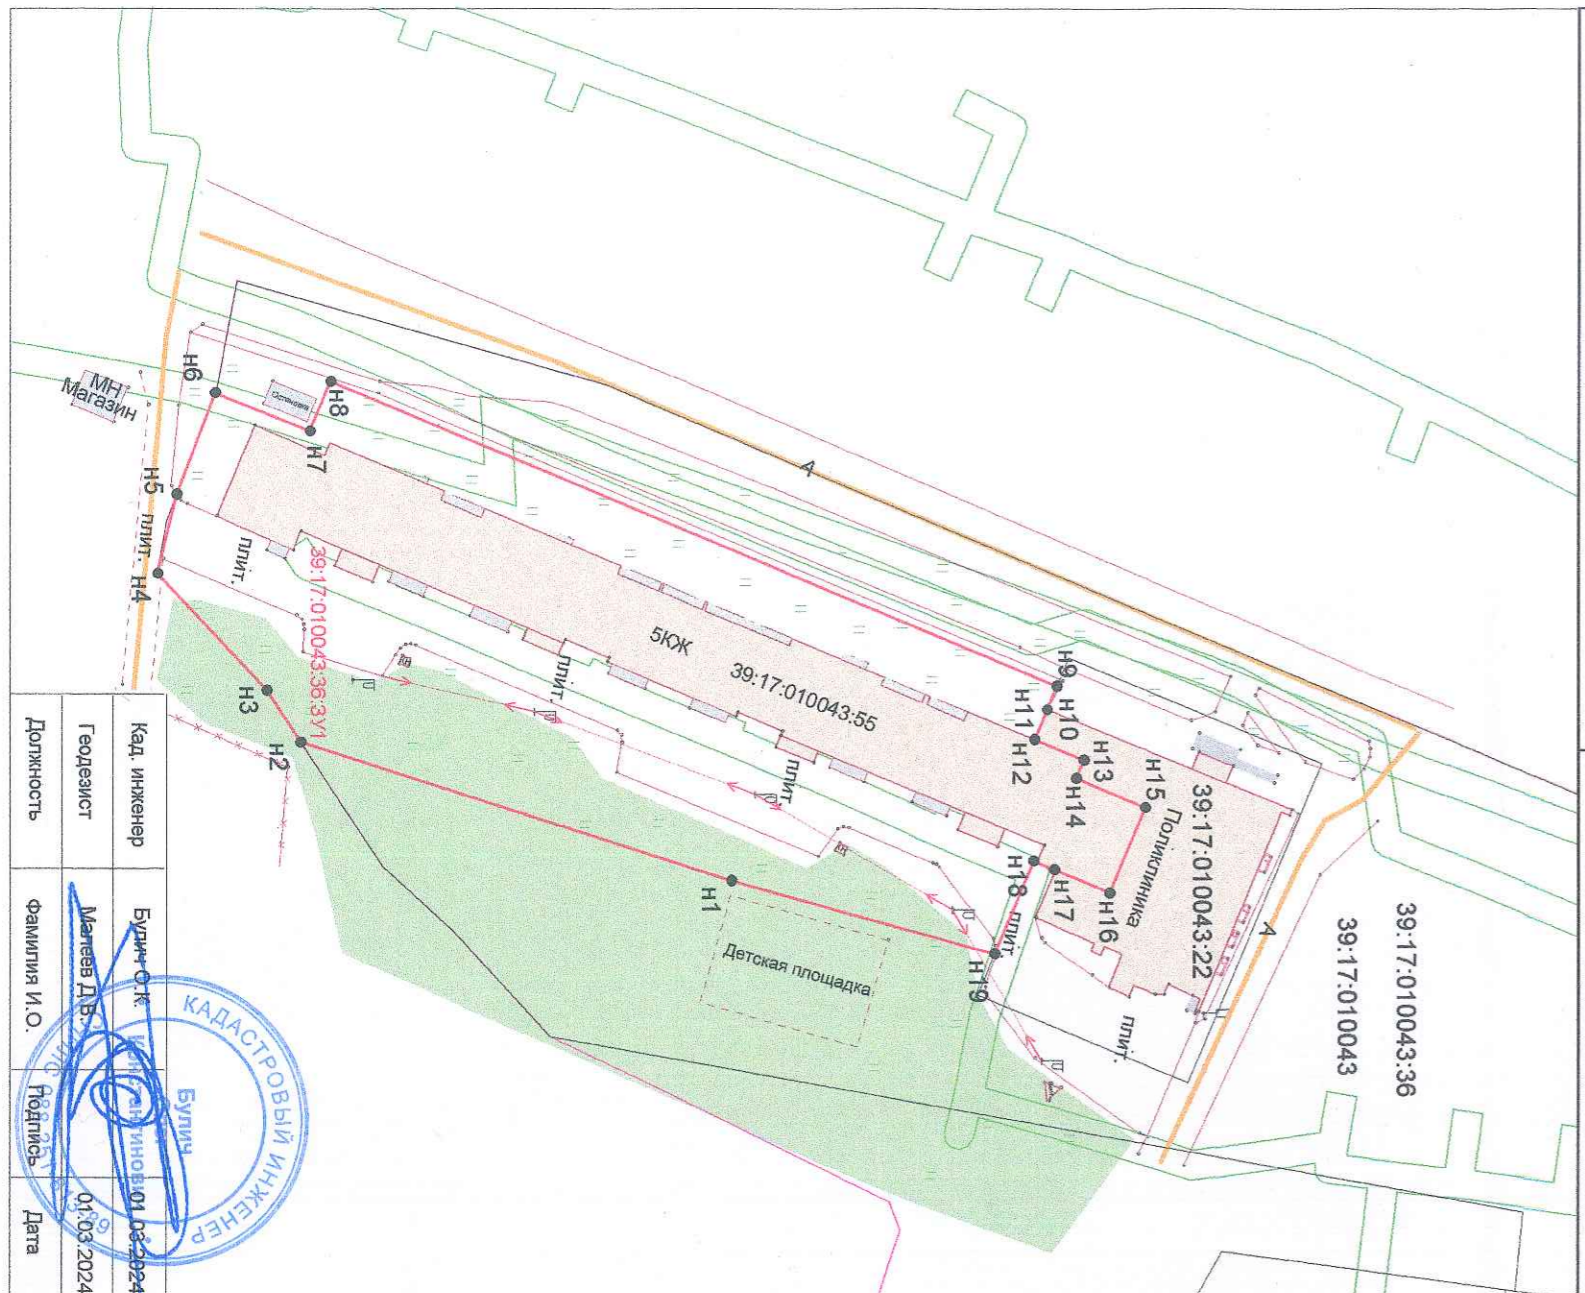 39:17:010043:36
39:17:010043
39:17:010043:22
Поликлиника
А
А
н9
н10
н11
н12
н13
н14
н15
н16
н17
н18
н19
плит.
плит
39:17:010043:55
5КЖ
плит.
плит.
плит.
плит.
н8
н7
н6
н5
н4
н3
н2
н1
39:17:010043:36:ЗУ1
Детская площадка
МН
Магазин
Кад. инженер
Булич О.К.
01.03.2024
Геодезист
01.03.2024
Должность
Фамилия И.О.
Подпись
Дата
КАДАСТРОВЫЙ ИНЖЕНЕР
Булич